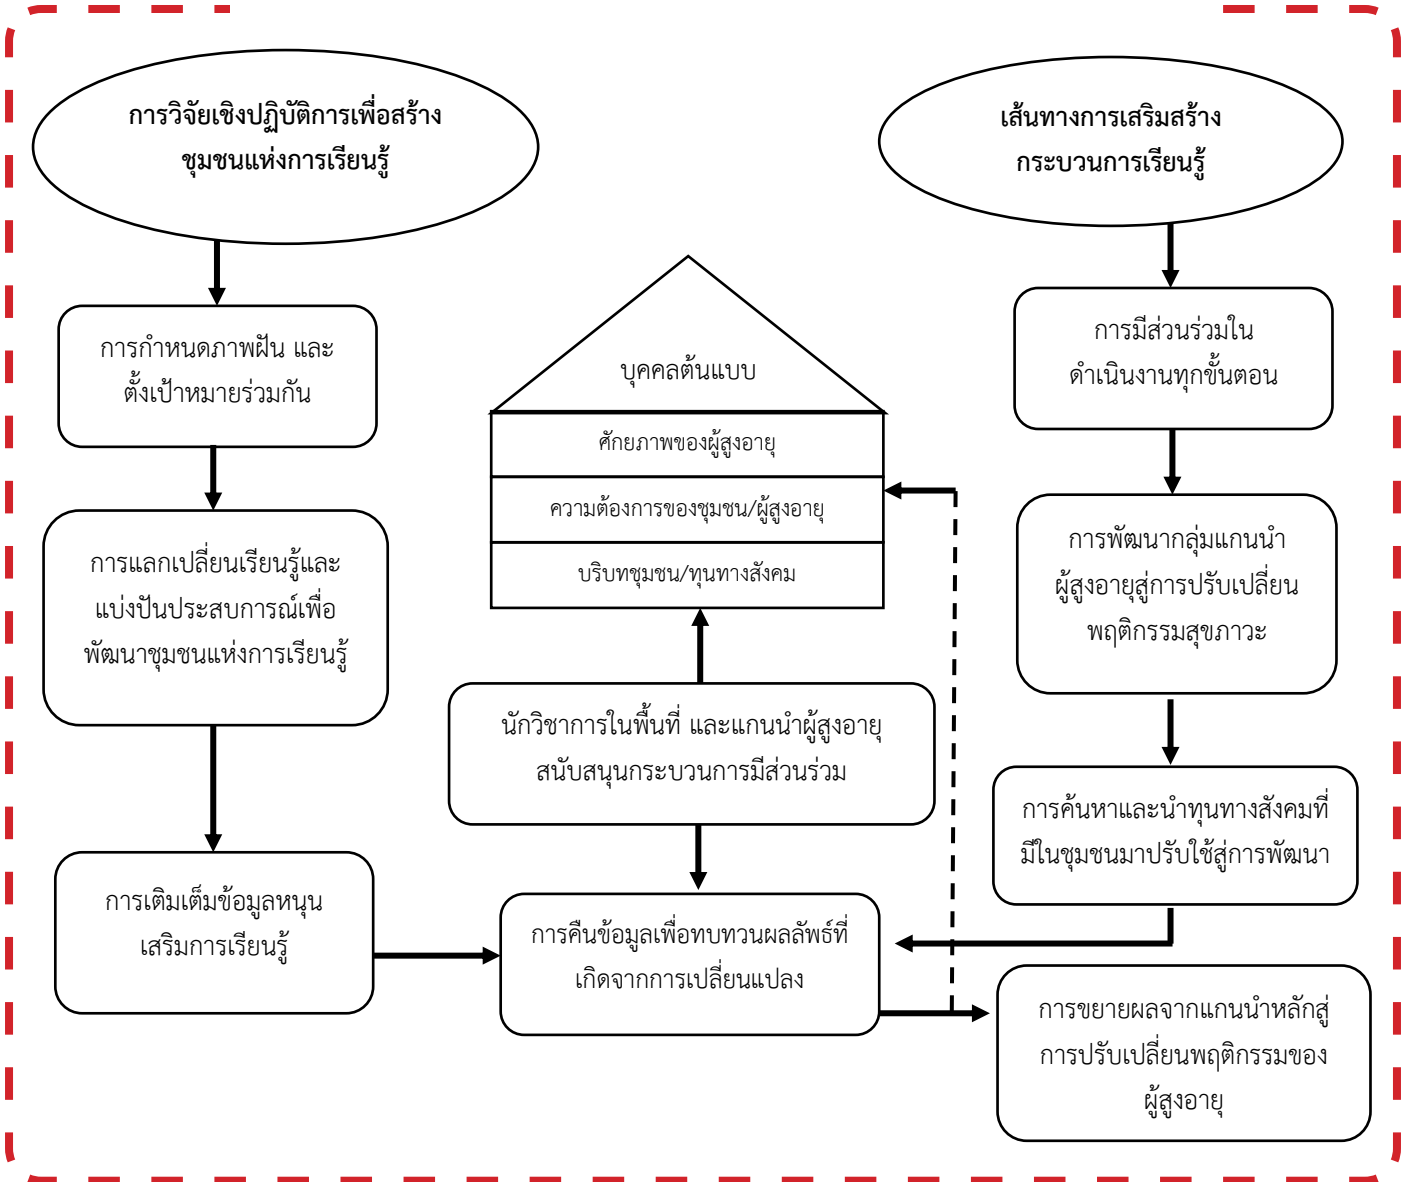 การวิจัยเชิงปฏิบัติการเพื่อสร้าง
ชุมชนแห่งการเรียนรู้
การกำหนดภาพฝัน และ
ตั้งเป้าหมายร่วมกัน
การแลกเปลี่ยนเรียนรู้และ
แบ่งปันประสบการณ์เพื่อ
พัฒนาชุมชนแห่งการเรียนรู้
การเติมเต็มข้อมูลหนุน
เสริมการเรียนรู้
บุคคลต้นแบบ
ศักยภาพของผู้สูงอายุ
ความต้องการของชุมชน/ผู้สูงอายุ
บริบทชุมชน/ทุนทางสังคม
นักวิชาการในพื้นที่ และแกนนำผู้สูงอายุ
สนับสนุนกระบวนการมีส่วนร่วม
การคืนข้อมูลเพื่อทบทวนผลลัพธ์ที่
เกิดจากการเปลี่ยนแปลง
เส้นทางการเสริมสร้าง
กระบวนการเรียนรู้
การมีส่วนร่วมใน
ดำเนินงานทุกขั้นตอน
การพัฒนากลุ่มแกนนำ
ผู้สูงอายุสู่การปรับเปลี่ยน
พฤติกรรมสุขภาวะ
การค้นหาและนำทุนทางสังคมที่
มีในชุมชนมาปรับใช้สู่การพัฒนา
การขยายผลจากแกนนำหลักสู่
การปรับเปลี่ยนพฤติกรรมของ
ผู้สูงอายุ